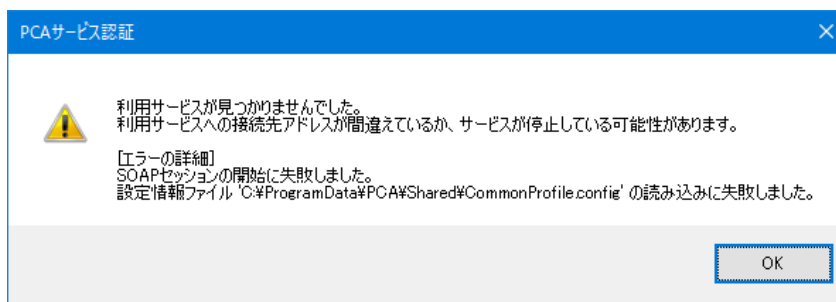 PCAサービス認証
利用サービスが見つかりませんでした。
利用サービスへの接続先アドレスが間違えているか、サービスが停止している可能性があります。
[エラーの詳細]
SOAPセッションの開始に失敗しました。
設定情報ファイル 'C:¥ProgramData¥PCA¥Shared¥CommonProfile.config' の読み込みに失敗しました。
OK